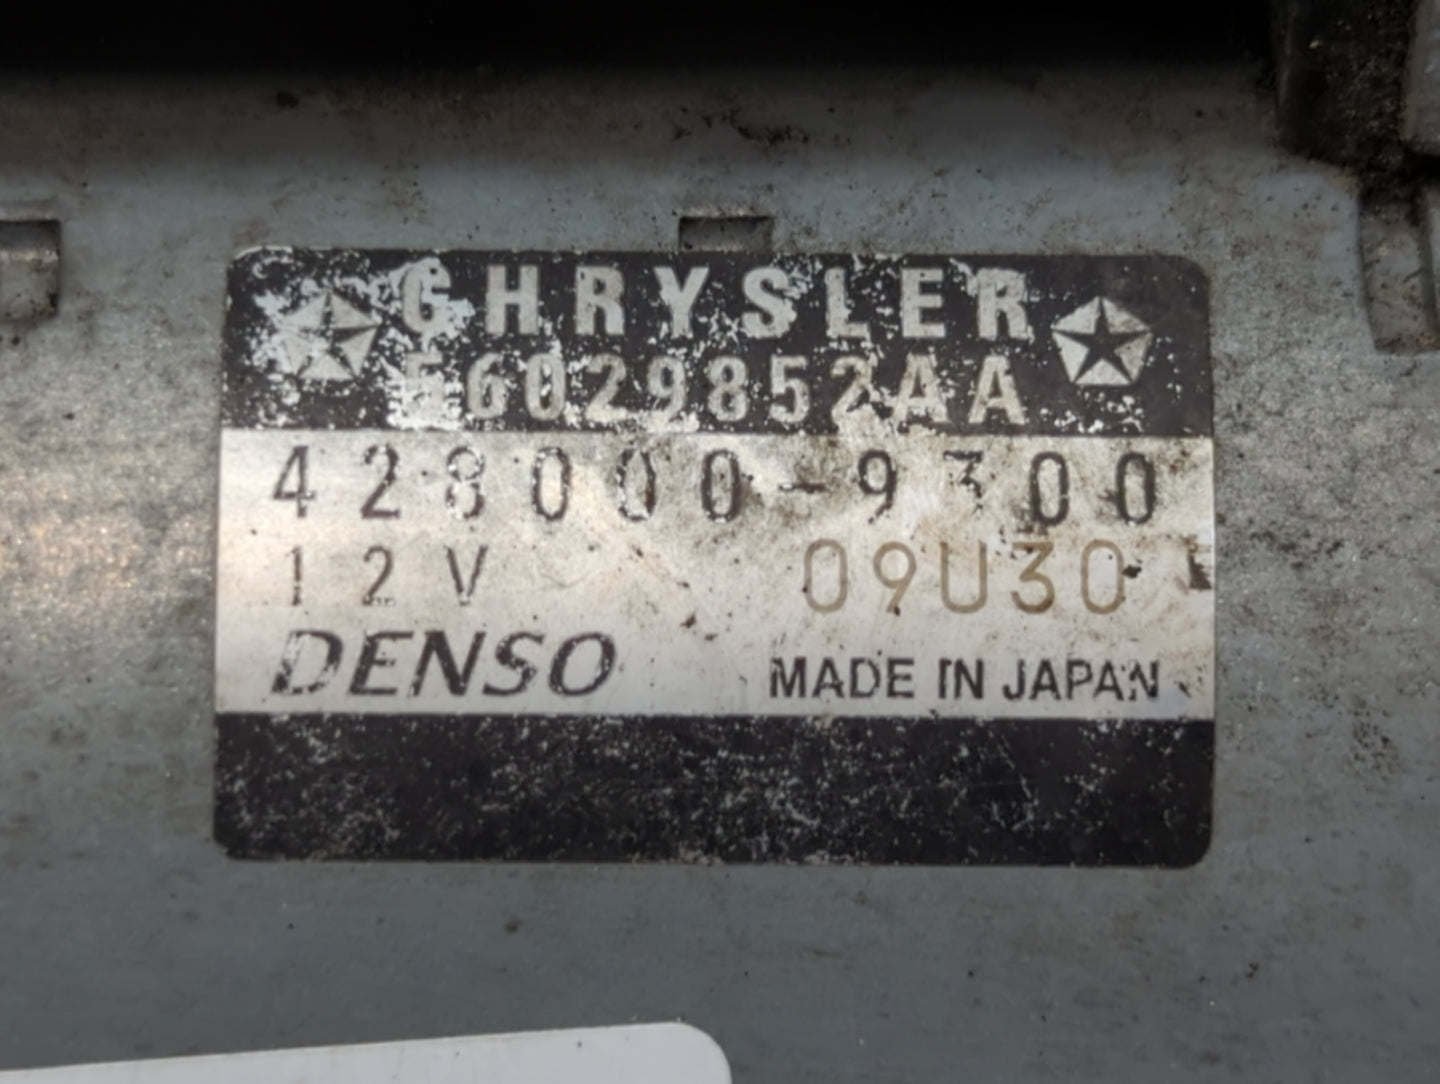 CHRYSLER
56029852AA
428000-9300
12V 09U30
DENSO MADE IN JAPAN